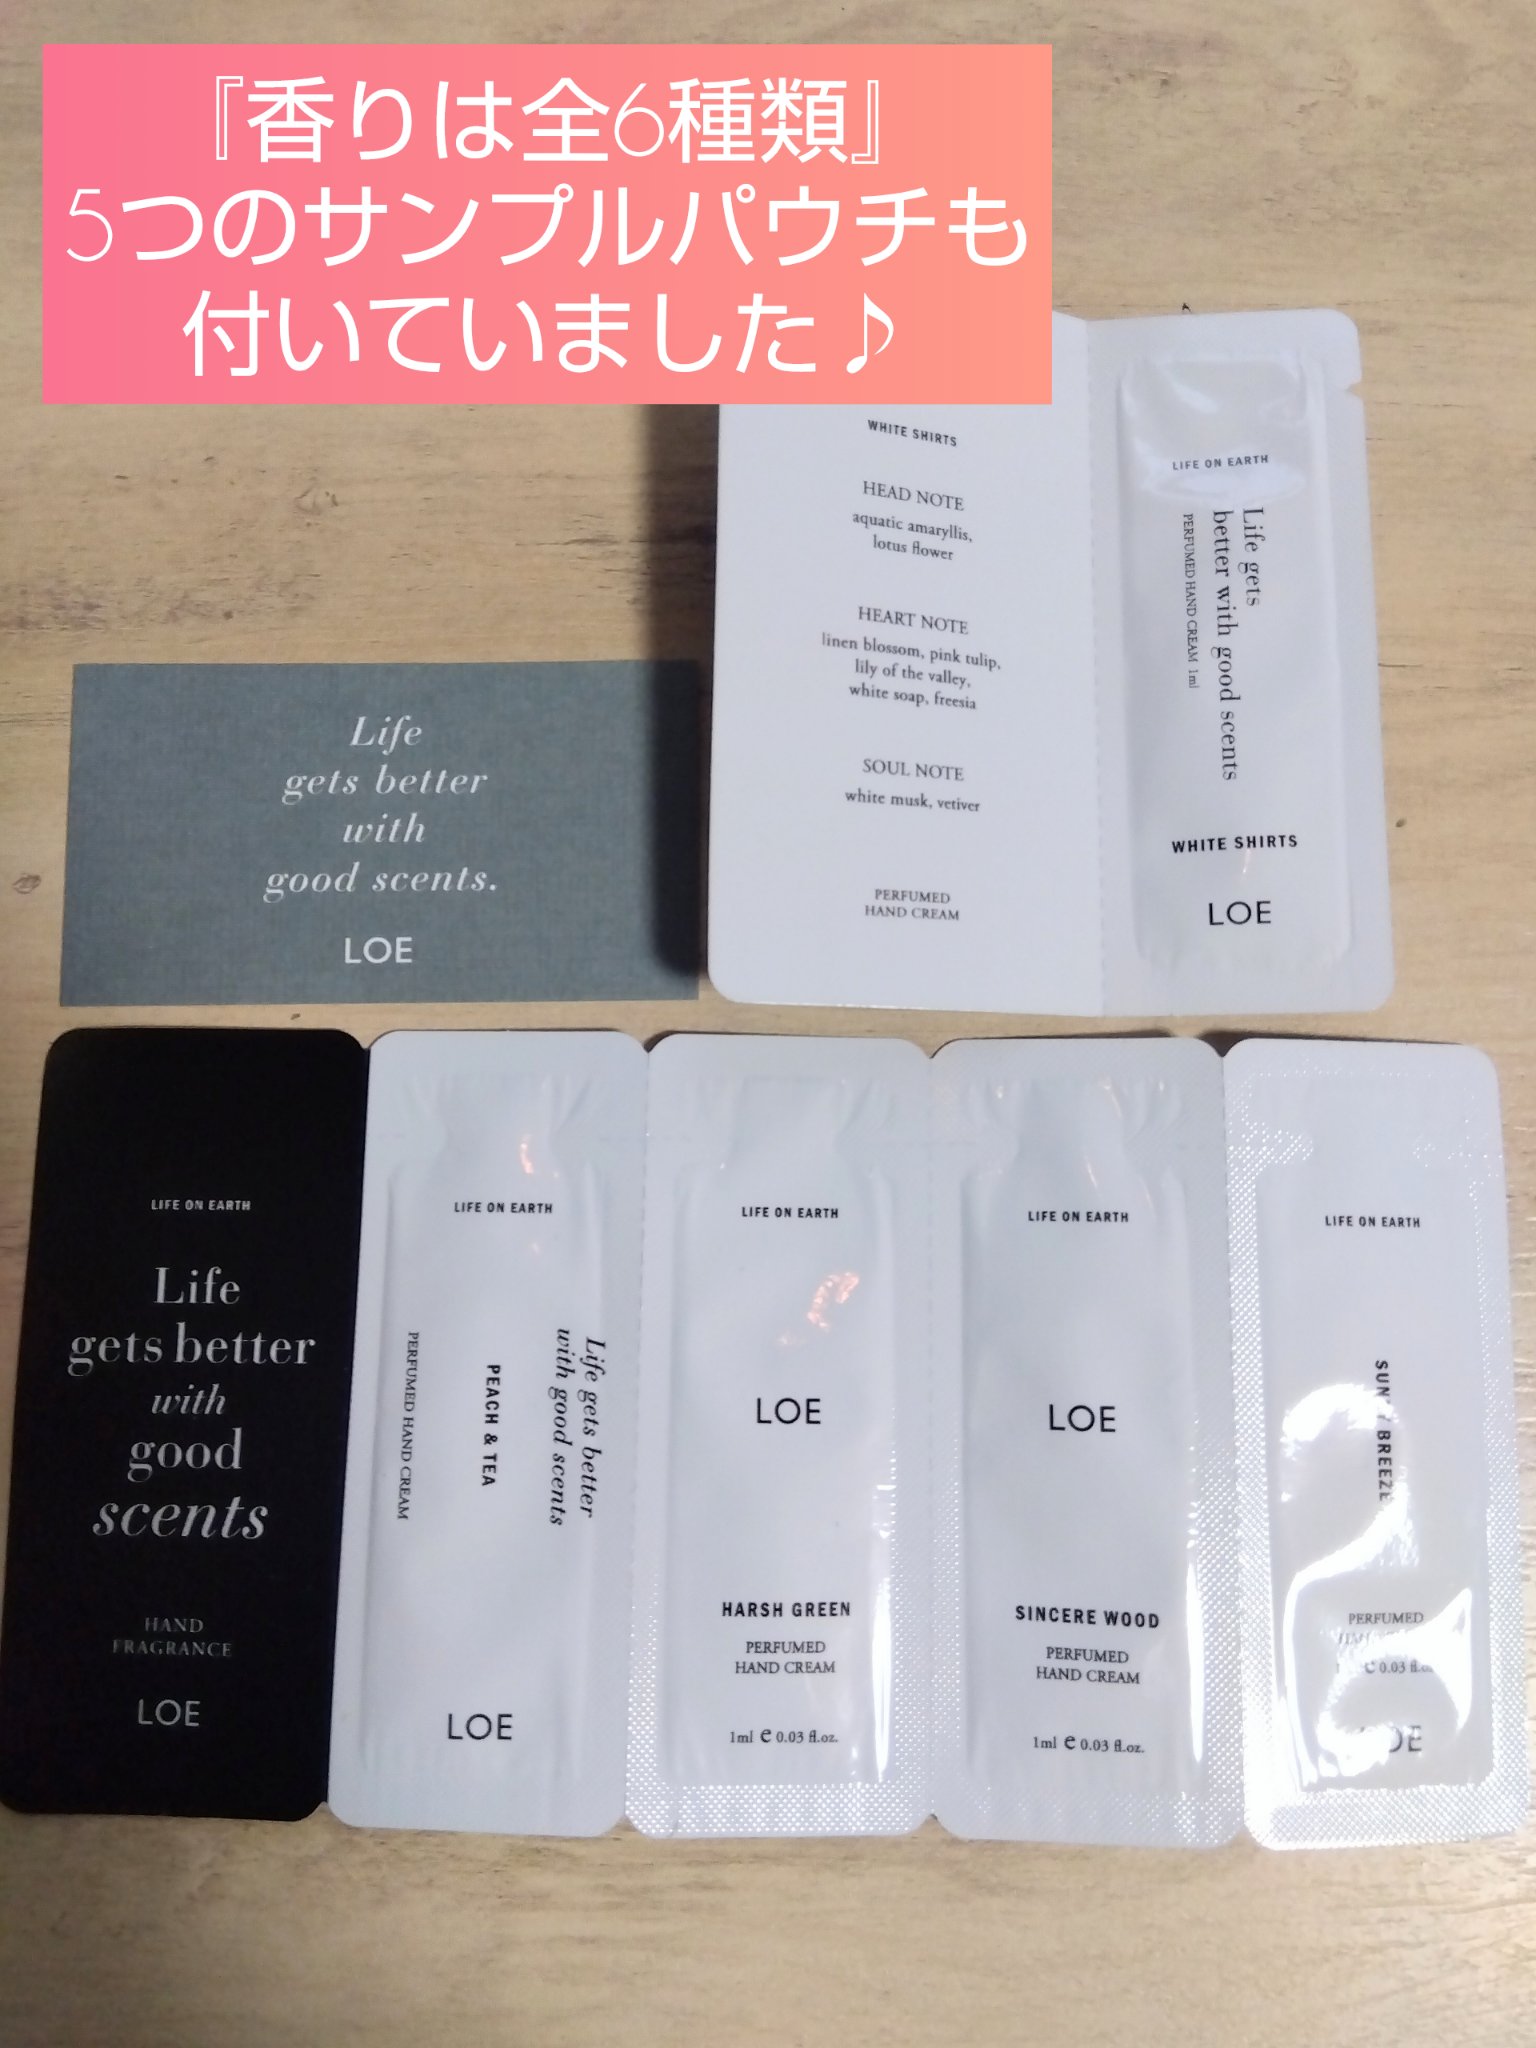 『香りは全6種類』
5つのサンプルパウチも
付いていました♪
WHITE SHIRTS
HEAD NOTE
aquatic amaryllis,
lotus flower
HEART NOTE
linen blossom, pink tulip,
lily of the valley,
white soap, freesia
SOUL NOTE
white musk, vetiver
PERFUMED
HAND CREAM
LIFE ON EARTH
Life gets
better with good scents
PERFUMED HAND CREAM 1ml
WHITE SHIRTS
LOE
Life
gets better
with
good scents.
LOE
LIFE ON EARTH
Life
gets better
with
good
scents
HAND
FRAGRANCE
LOE
LIFE ON EARTH
Life gets better
with good scents
PEACH & TEA
PERFUMED HAND CREAM
LOE
LIFE ON EARTH
LOE
HARSH GREEN
PERFUMED
HAND CREAM
1ml e 0.03 fl.oz.
LIFE ON EARTH
LOE
SINCERE WOOD
PERFUMED
HAND CREAM
1ml e 0.03 fl.oz.
LIFE ON EARTH
BREEZE
PERFUMED
e 0.03 fl.oz.